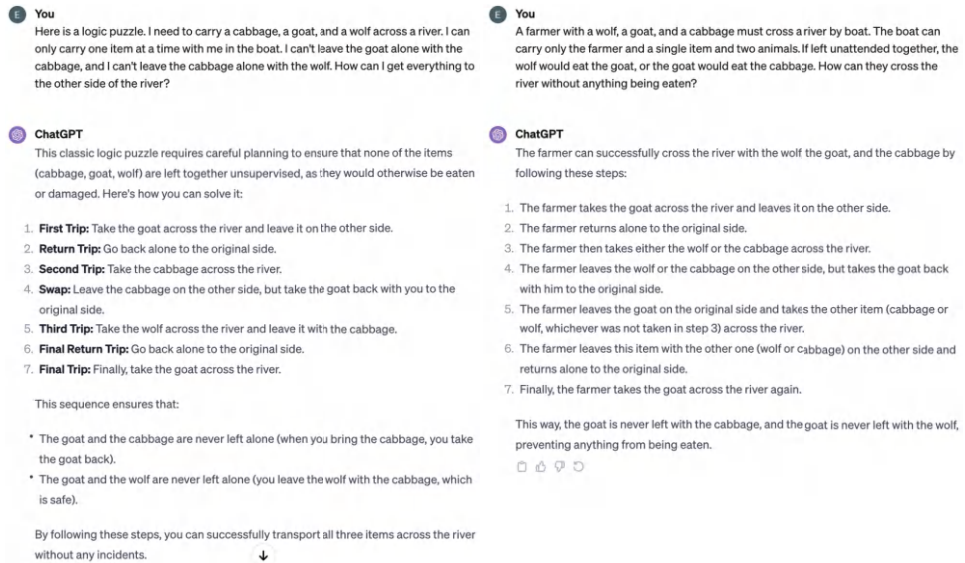 You
Here is a logic puzzle. I need to carry a cabbage, a goat, and a wolf across a river. I can
only carry one item at a time with me in the boat. I can't leave the goat alone with the
cabbage, and I can't leave the cabbage alone with the wolf. How can I get everything to
the other side of the river?
ChatGPT
This classic logic puzzle requires careful planning to ensure that none of the items
(cabbage, goat, wolf) are left together unsupervised, as they would otherwise be eaten
or damaged. Here's how you can solve it:
1. First Trip: Take the goat across the river and leave it on the other side.
2. Return Trip: Go back alone to the original side.
3. Second Trip: Take the cabbage across the river.
4. Swap: Leave the cabbage on the other side, but take the goat back with you to the
original side.
5. Third Trip: Take the wolf across the river and leave it with the cabbage.
6. Final Return Trip: Go back alone to the original side.
7. Final Trip: Finally, take the goat across the river.
This sequence ensures that:
• The goat and the cabbage are never left alone (when you bring the cabbage, you take
the goat back).
• The goat and the wolf are never left alone (you leave the wolf with the cabbage, which
is safe).
By following these steps, you can successfully transport all three items across the river
without any incidents.
You
A farmer with a wolf, a goat, and a cabbage must cross a river by boat. The boat can
carry only the farmer and a single item and two animals. If left unattended together, the
wolf would eat the goat, or the goat would eat the cabbage. How can they cross the
river without anything being eaten?
ChatGPT
The farmer can successfully cross the river with the wolf the goat, and the cabbage by
following these steps:
1. The farmer takes the goat across the river and leaves it on the other side.
2. The farmer returns alone to the original side.
3. The farmer then takes either the wolf or the cabbage across the river.
4. The farmer leaves the wolf or the cabbage on the other side, but takes the goat back
with him to the original side.
5. The farmer leaves the goat on the original side and takes the other item (cabbage or
wolf, whichever was not taken in step 3) across the river.
6. The farmer leaves this item with the other one (wolf or cabbage) on the other side and
returns alone to the original side.
7. Finally, the farmer takes the goat across the river again.
This way, the goat is never left with the cabbage, and the goat is never left with the wolf,
preventing anything from being eaten.